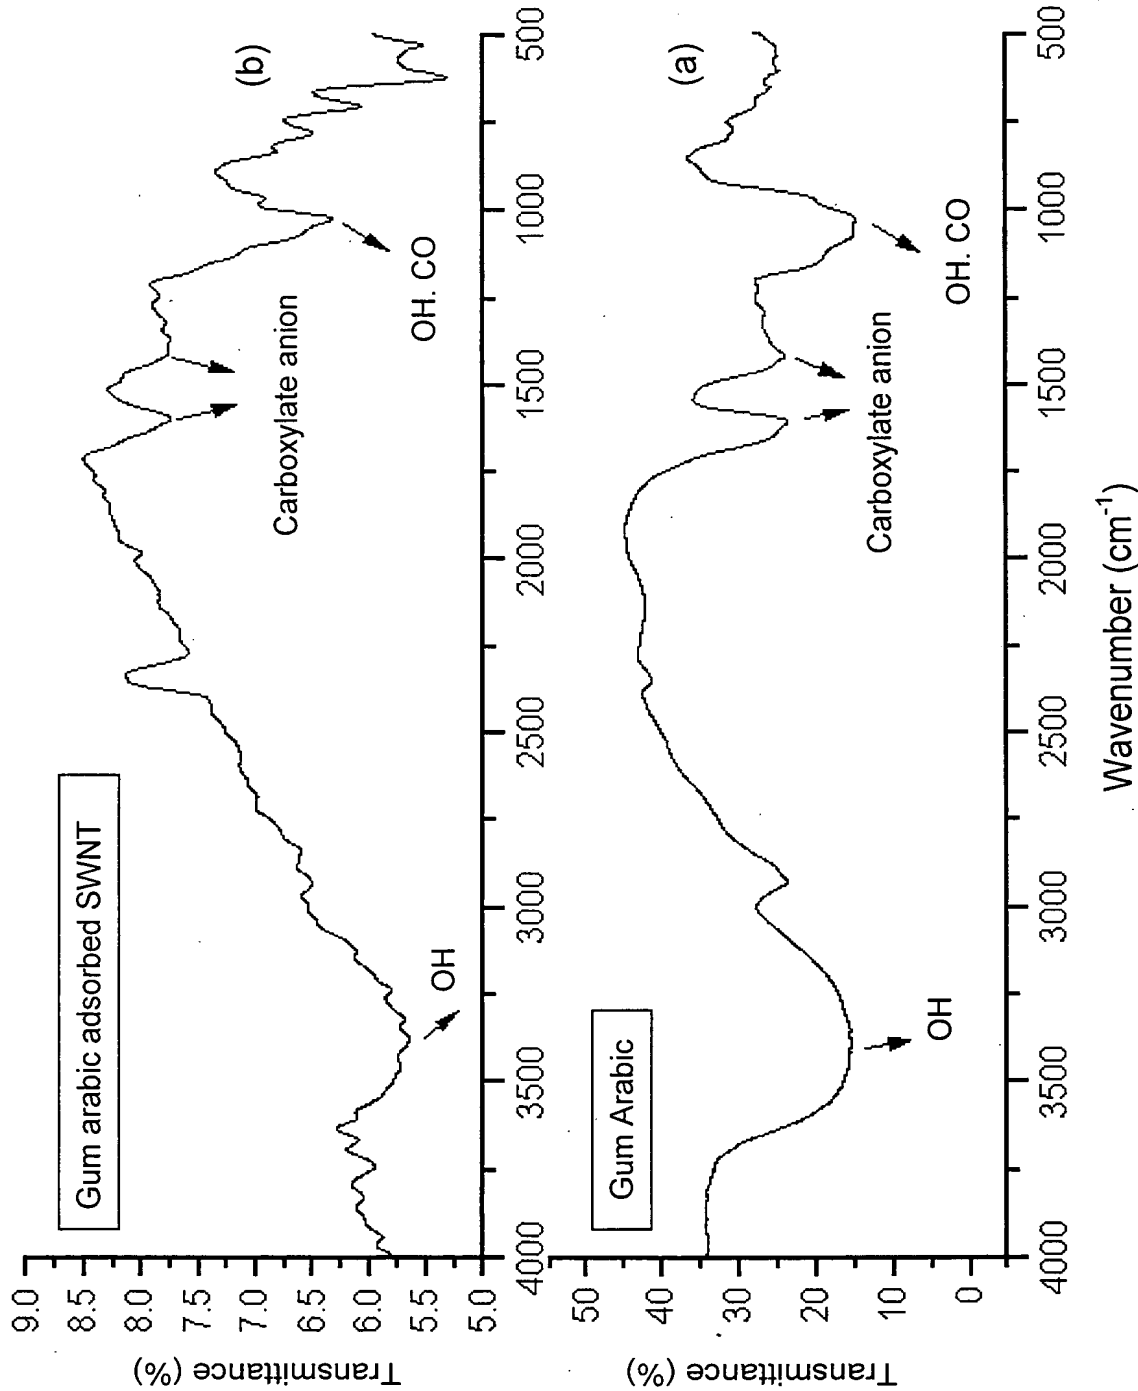 Gum arabic adsorbed SWNT
(b)
Transmittance (%)
9.0
8.5
8.0
7.5
7.0
6.5
6.0
5.5
5.0
OH
Carboxylate anion
OH. CO
4000 3500 3000 2500 2000 1500 1000 500
Gum Arabic
(a)
Transmittance (%)
50
40
30
20
10
0
OH
Carboxylate anion
OH. CO
4000 3500 3000 2500 2000 1500 1000 500
Wavenumber (cm⁻¹)